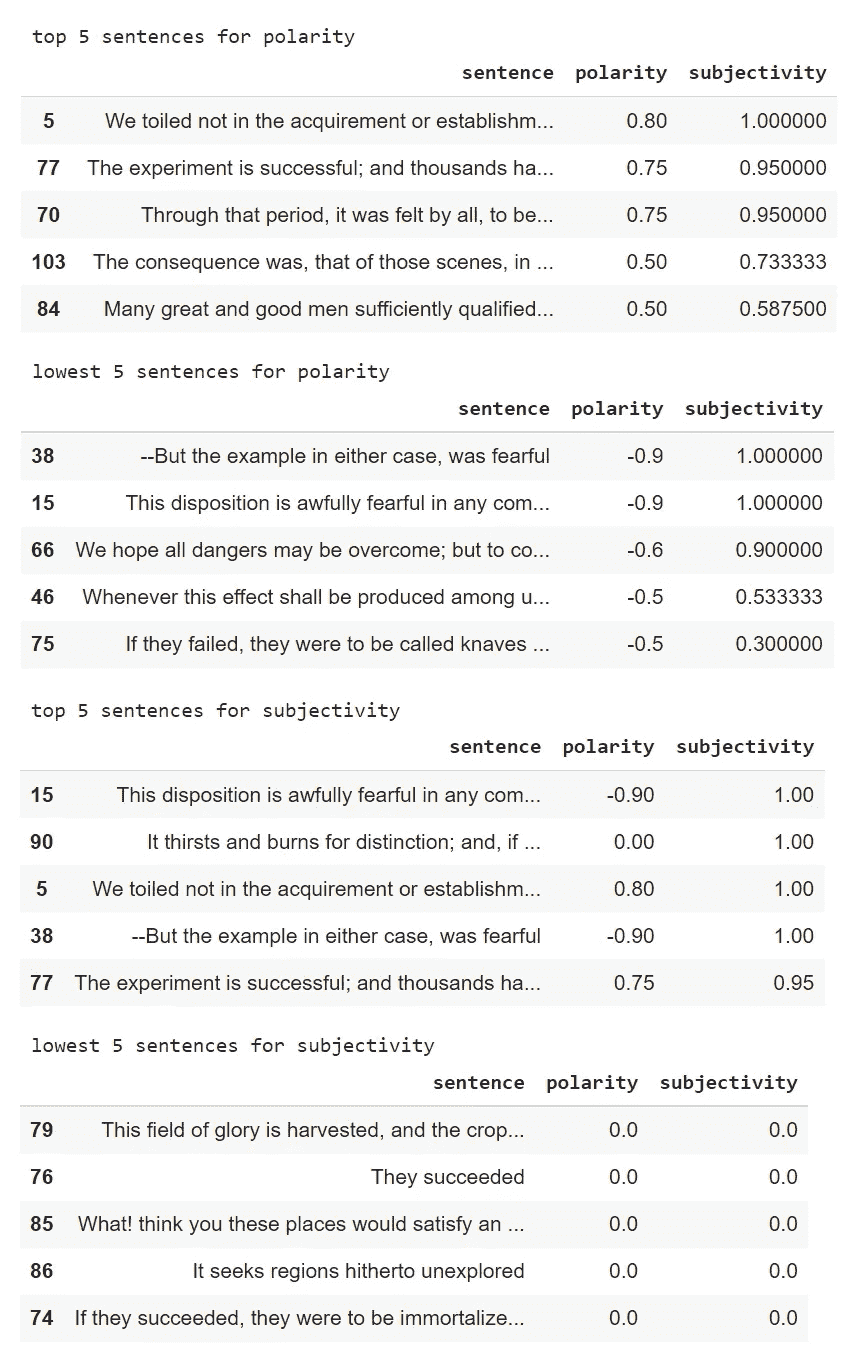 top 5 sentences for polarity
sentence polarity subjectivity
5 We toiled not in the acquirement or establishm... 0.80 1.000000
77 The experiment is successful; and thousands ha... 0.75 0.950000
70 Through that period, it was felt by all, to be... 0.75 0.950000
103 The consequence was, that of those scenes, in ... 0.50 0.733333
84 Many great and good men sufficiently qualified... 0.50 0.587500
lowest 5 sentences for polarity
sentence polarity subjectivity
38 --But the example in either case, was fearful -0.9 1.000000
15 This disposition is awfully fearful in any com... -0.9 1.000000
66 We hope all dangers may be overcome; but to co... -0.6 0.900000
46 Whenever this effect shall be produced among u... -0.5 0.533333
75 If they failed, they were to be called knaves ... -0.5 0.300000
top 5 sentences for subjectivity
sentence polarity subjectivity
15 This disposition is awfully fearful in any com... -0.90 1.00
90 It thirsts and burns for distinction; and, if ... 0.00 1.00
5 We toiled not in the acquirement or establishm... 0.80 1.00
38 --But the example in either case, was fearful -0.90 1.00
77 The experiment is successful; and thousands ha... 0.75 0.95
lowest 5 sentences for subjectivity
sentence polarity subjectivity
79 This field of glory is harvested, and the crop... 0.0 0.0
76 They succeeded 0.0 0.0
85 What! think you these places would satisfy an ... 0.0 0.0
86 It seeks regions hitherto unexplored 0.0 0.0
74 If they succeeded, they were to be immortalize... 0.0 0.0